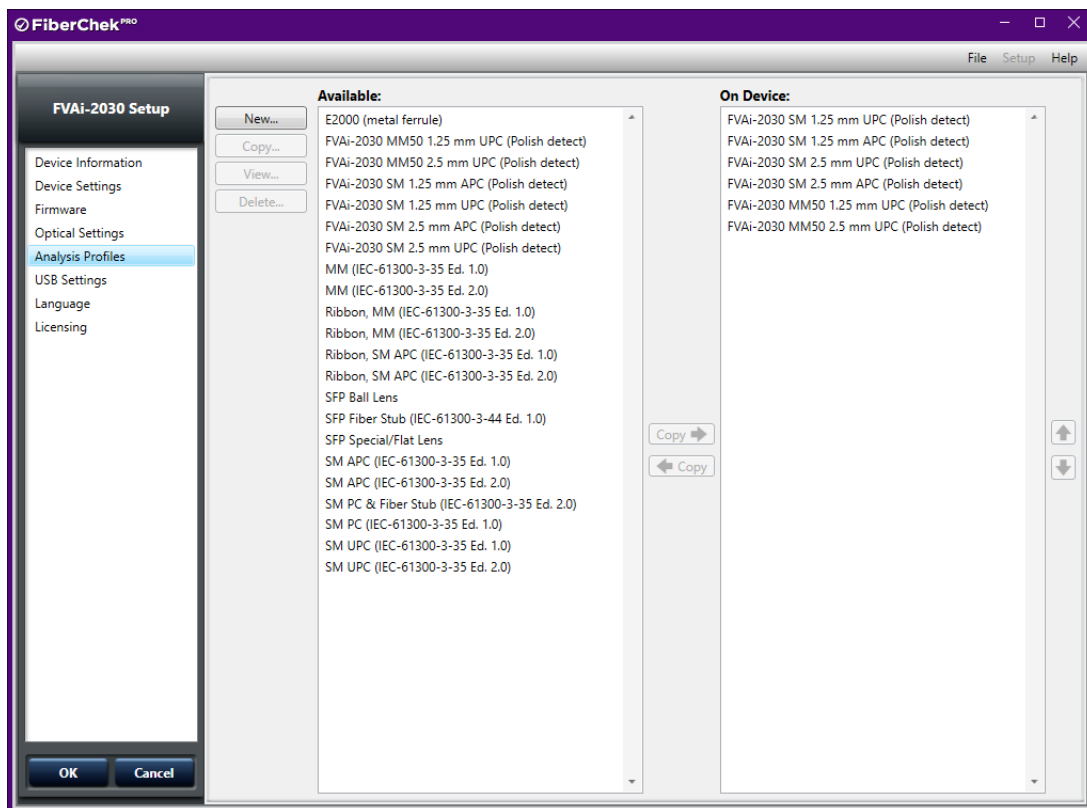 FiberChek PRO
File Setup Help
FVAi-2030 Setup
Device Information
Device Settings
Firmware
Optical Settings
Analysis Profiles
USB Settings
Language
Licensing
OK Cancel
New...
Copy...
View...
Delete...
Available:
E2000 (metal ferrule)
FVAi-2030 MM50 1.25 mm UPC (Polish detect)
FVAi-2030 MM50 2.5 mm UPC (Polish detect)
FVAi-2030 SM 1.25 mm APC (Polish detect)
FVAi-2030 SM 1.25 mm UPC (Polish detect)
FVAi-2030 SM 2.5 mm APC (Polish detect)
FVAi-2030 SM 2.5 mm UPC (Polish detect)
MM (IEC-61300-3-35 Ed. 1.0)
MM (IEC-61300-3-35 Ed. 2.0)
Ribbon, MM (IEC-61300-3-35 Ed. 1.0)
Ribbon, MM (IEC-61300-3-35 Ed. 2.0)
Ribbon, SM APC (IEC-61300-3-35 Ed. 1.0)
Ribbon, SM APC (IEC-61300-3-35 Ed. 2.0)
SFP Ball Lens
SFP Fiber Stub (IEC-61300-3-44 Ed. 1.0)
SFP Special/Flat Lens
SM APC (IEC-61300-3-35 Ed. 1.0)
SM APC (IEC-61300-3-35 Ed. 2.0)
SM PC & Fiber Stub (IEC-61300-3-35 Ed. 2.0)
SM PC (IEC-61300-3-35 Ed. 1.0)
SM UPC (IEC-61300-3-35 Ed. 1.0)
SM UPC (IEC-61300-3-35 Ed. 2.0)
Copy
Copy
On Device:
FVAi-2030 SM 1.25 mm UPC (Polish detect)
FVAi-2030 SM 1.25 mm APC (Polish detect)
FVAi-2030 SM 2.5 mm UPC (Polish detect)
FVAi-2030 SM 2.5 mm APC (Polish detect)
FVAi-2030 MM50 1.25 mm UPC (Polish detect)
FVAi-2030 MM50 2.5 mm UPC (Polish detect)